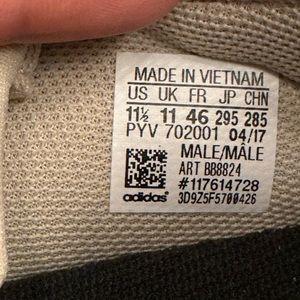 MADE IN VIETNAM
US UK FR JP CHN
11½ 11 46 295 285
PYV 702001 04/17
MALE/MÂLE
ART BB8824
#117614728
adidas 3D9Z5F5700426